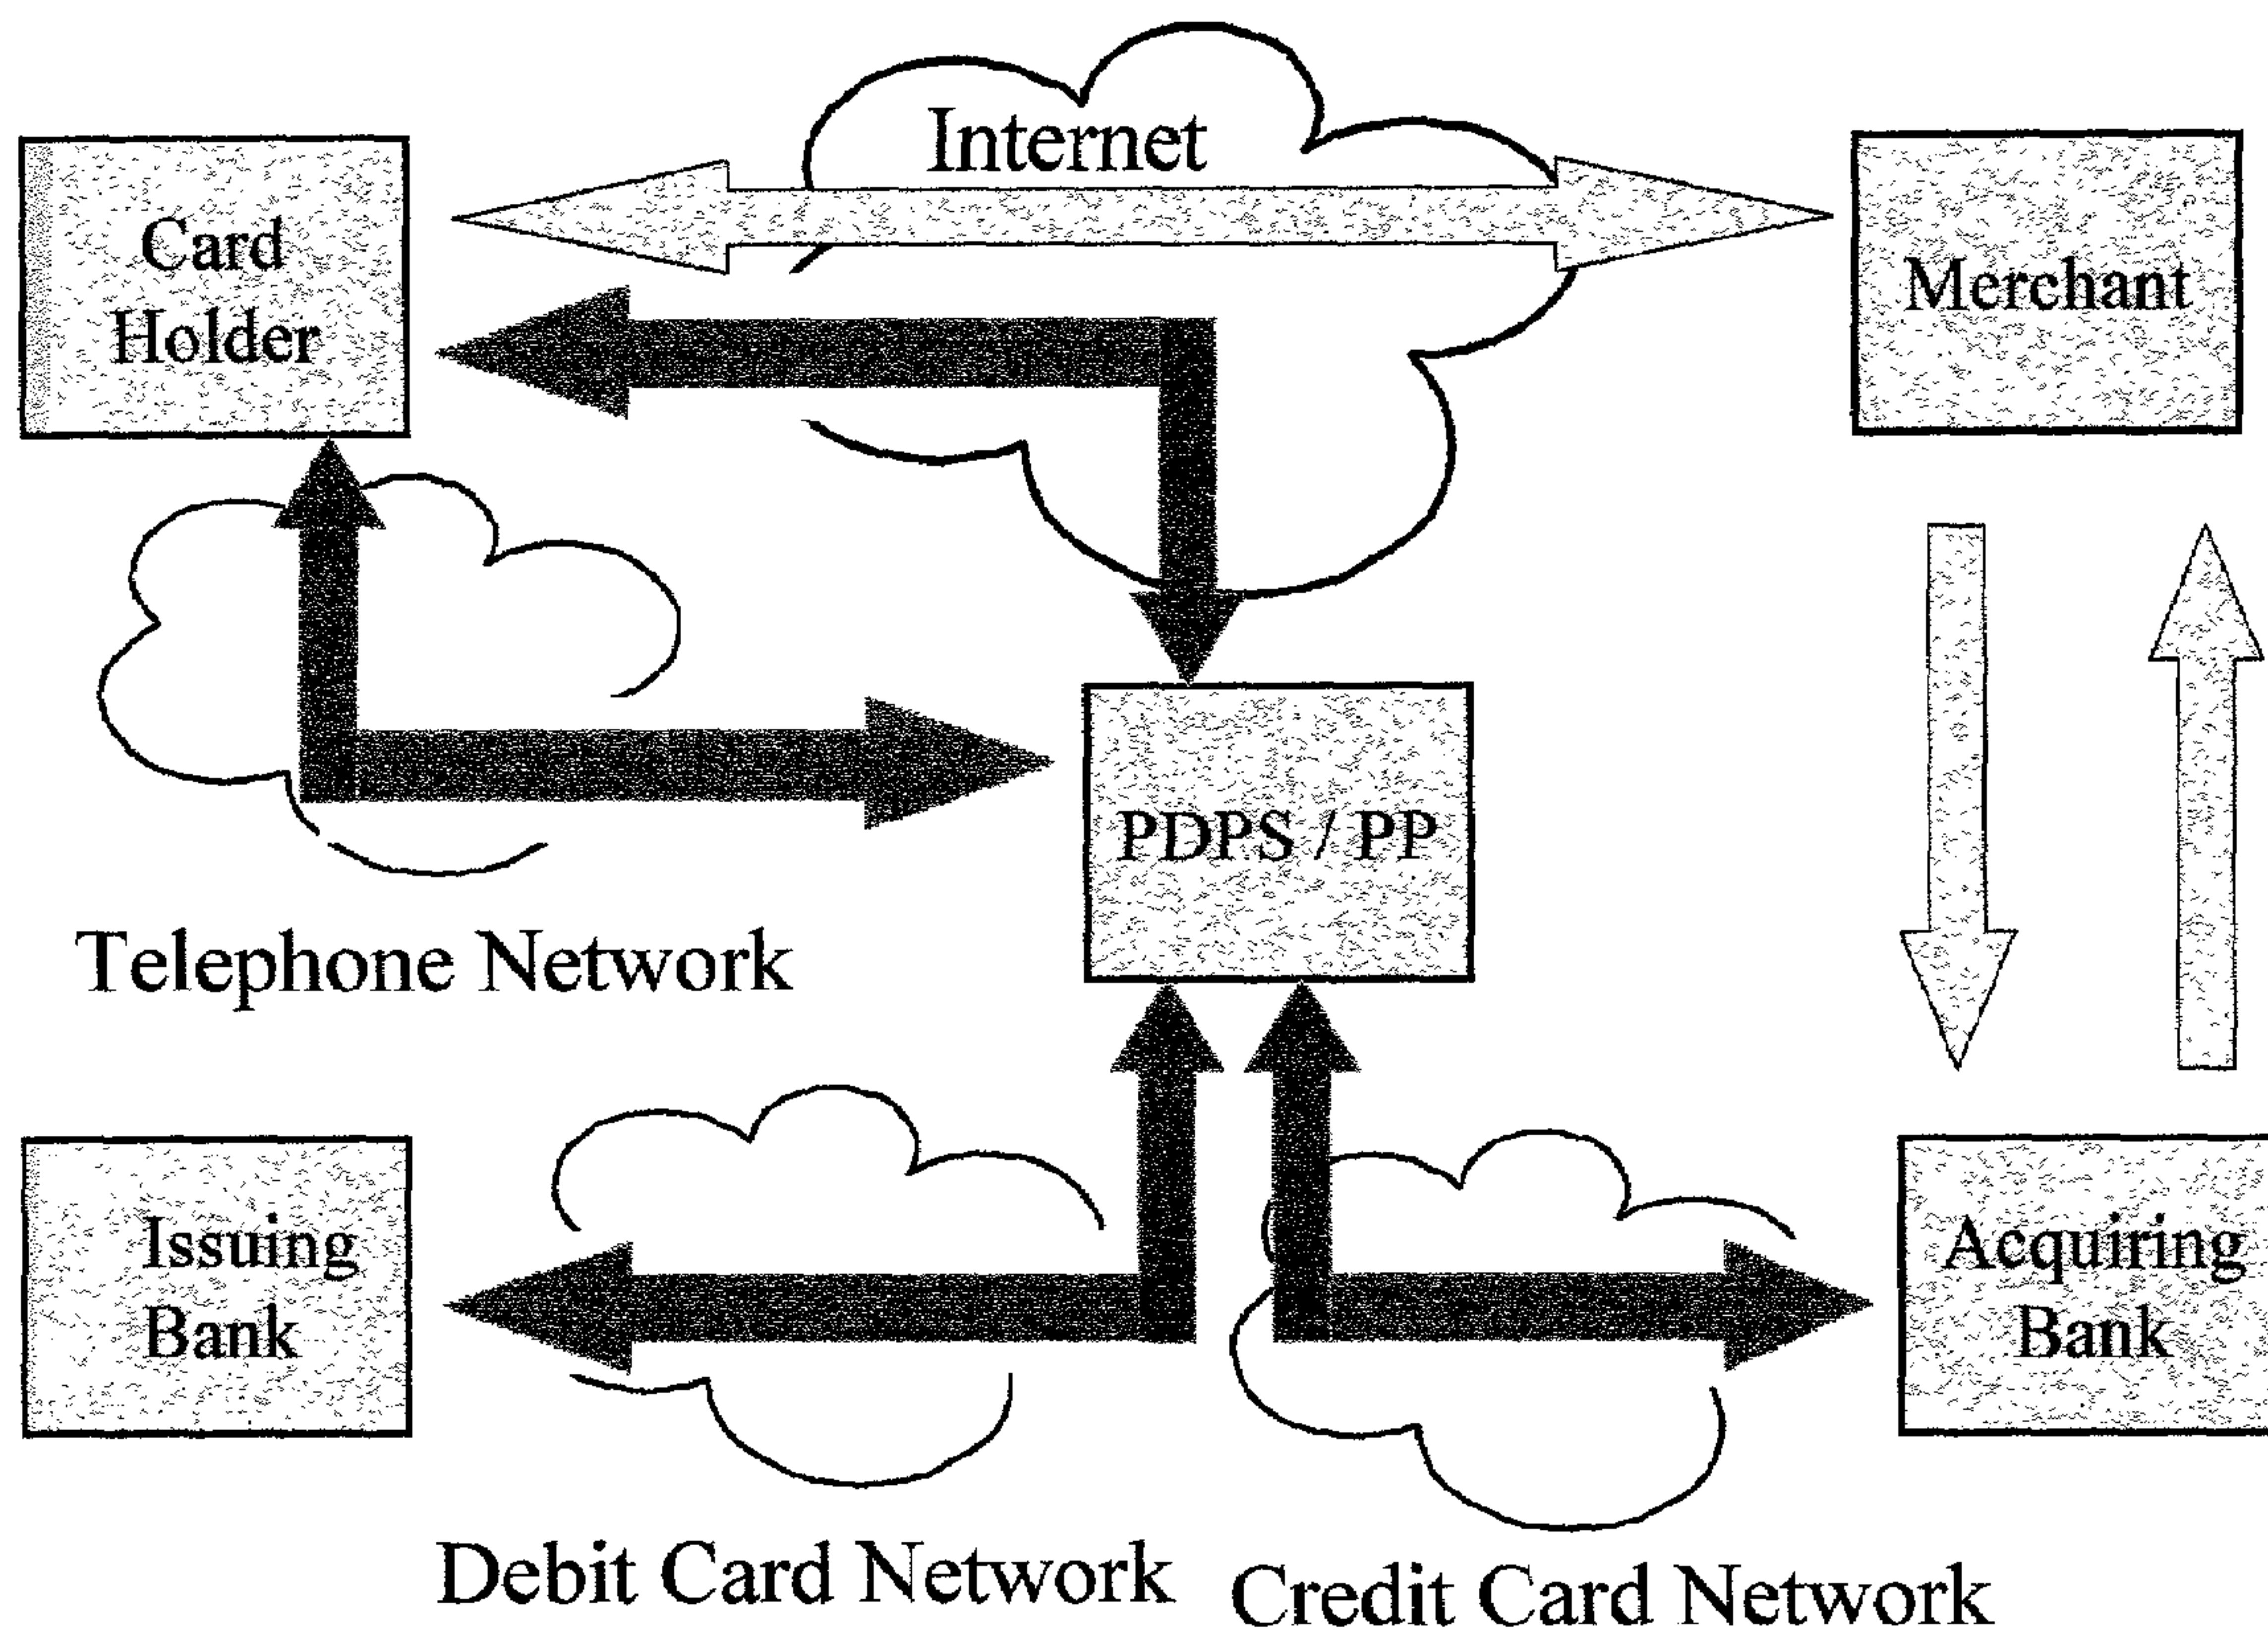 Internet
Card
Holder
Merchant
PDPS / PP
Telephone Network
Issuing
Bank
Acquiring
Bank
Debit Card Network
Credit Card Network